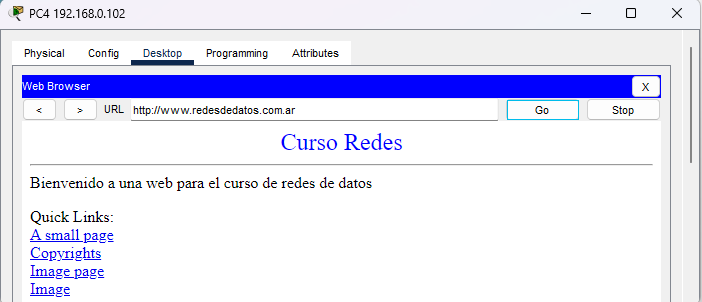 PC4 192.168.0.102
Physical Config Desktop Programming Attributes
Web Browser X
< > URL http://www.redesdedatos.com.ar Go Stop
Curso Redes
Bienvenido a una web para el curso de redes de datos
Quick Links:
A small page
Copyrights
Image page
Image